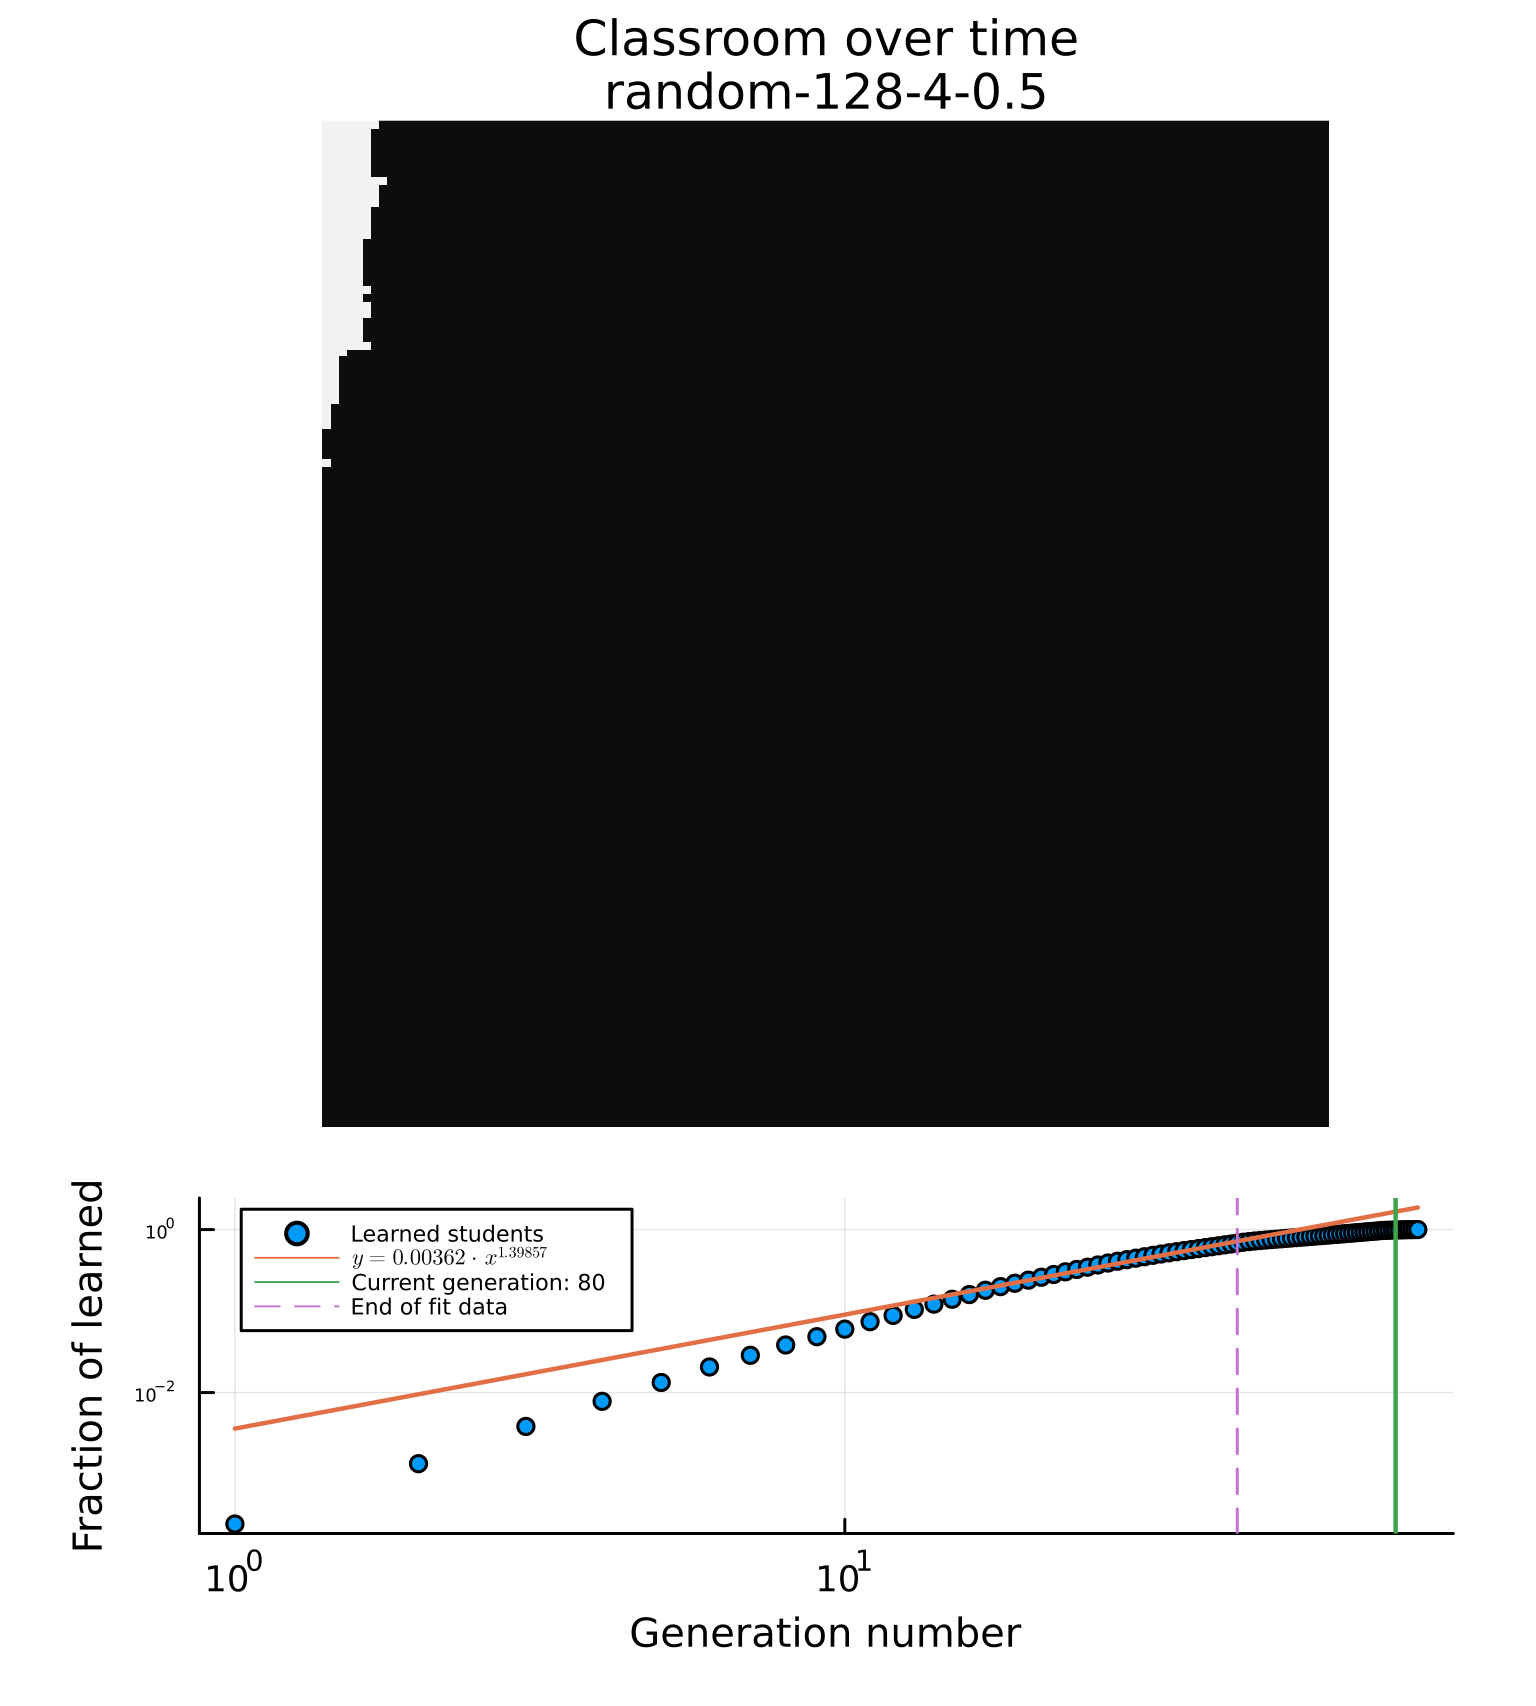 Classroom over time
random-128-4-0.5
Fraction of learned
10^0
10^-2
Learned students
y = 0.00362 · x^1.39857
Current generation: 80
End of fit data
10^0
10^1
Generation number